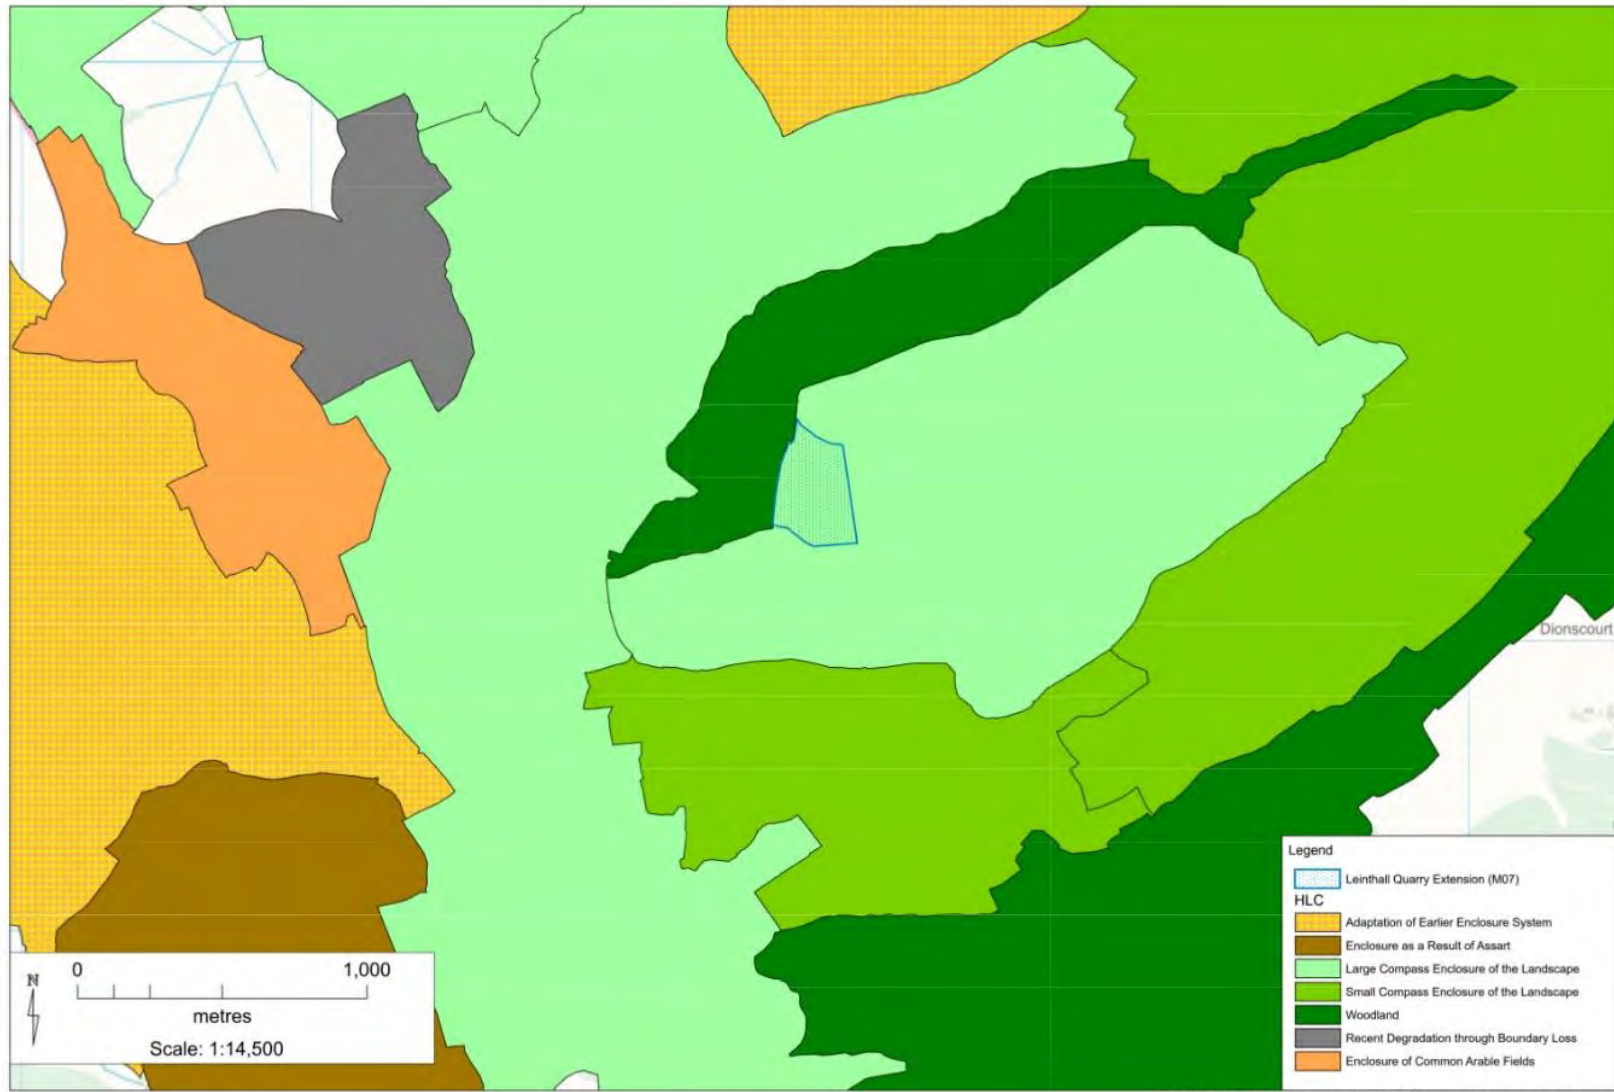 Dionscourt
Legend
Leinthall Quarry Extension (M07)
HLC
Adaptation of Earlier Enclosure System
Enclosure as a Result of Assart
Large Compass Enclosure of the Landscape
Small Compass Enclosure of the Landscape
Woodland
Recent Degradation through Boundary Loss
Enclosure of Common Arable Fields
N
0 1,000
metres
Scale: 1:14,500